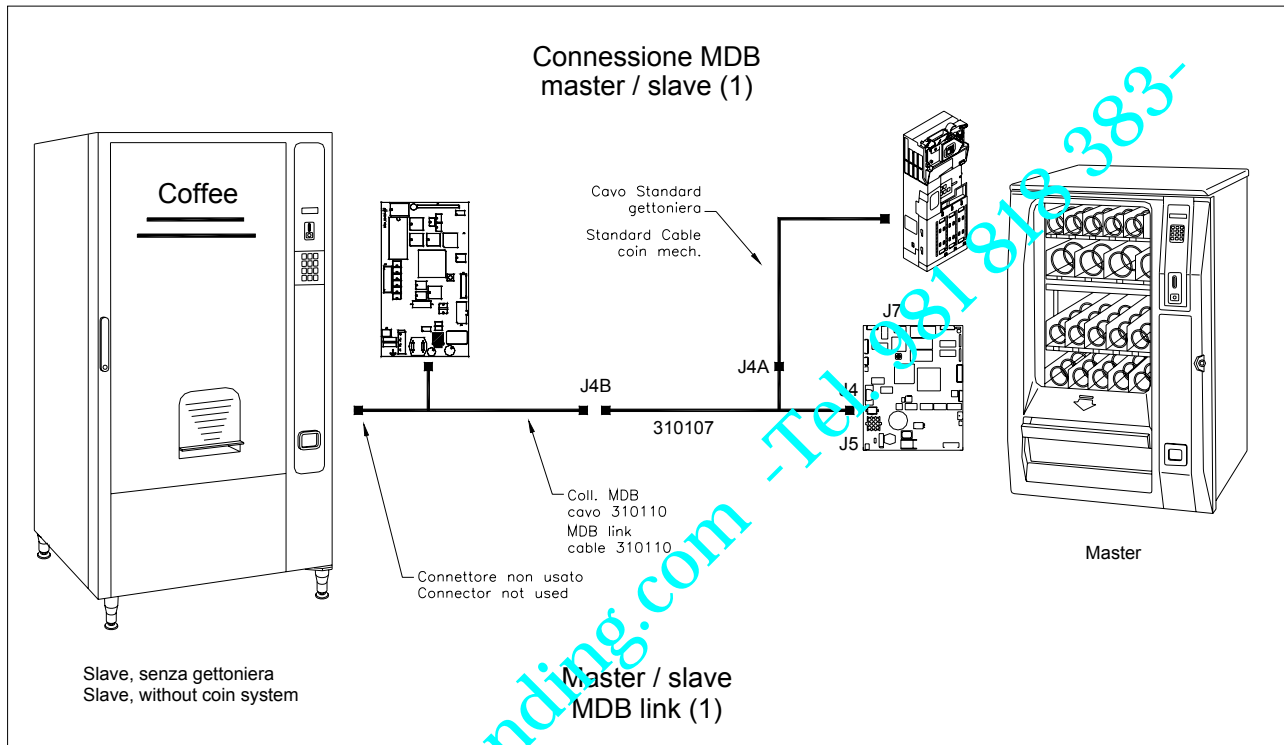 Connessione MDB
master / slave (1)
Coffee
Cavo Standard
gettoniera
Standard Cable
coin mech.
J7
J4A
J4
J4B
310107
J5
Coll. MDB
cavo 310110
MDB link
cable 310110
Connettore non usato
Connector not used
Master
Slave, senza gettoniera
Slave, without coin system
Master / slave
MDB link (1)
nding.com -Tel. 981 818 383-